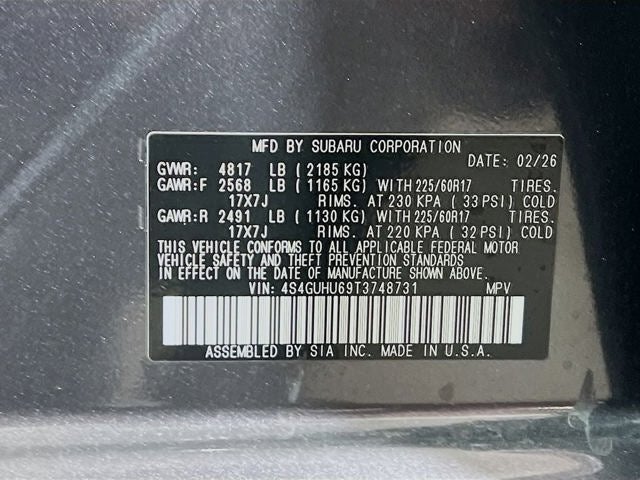 MFD BY SUBARU CORPORATION
GVWR: 4817 LB ( 2185 KG) DATE: 02/26
GAWR:F 2568 LB ( 1165 KG) WITH 225/60R17 TIRES.
17X7J RIMS. AT 230 KPA ( 33 PSI) COLD
GAWR:R 2491 LB ( 1130 KG) WITH 225/60R17 TIRES.
17X7J RIMS. AT 220 KPA ( 32 PSI) COLD
THIS VEHICLE CONFORMS TO ALL APPLICABLE FEDERAL MOTOR
VEHICLE SAFETY AND THEFT PREVENTION STANDARDS
IN EFFECT ON THE DATE OF MANUFACTURE SHOWN ABOVE.
VIN: 4S4GUHU69T3748731 MPV
ASSEMBLED BY SIA INC. MADE IN U.S.A.